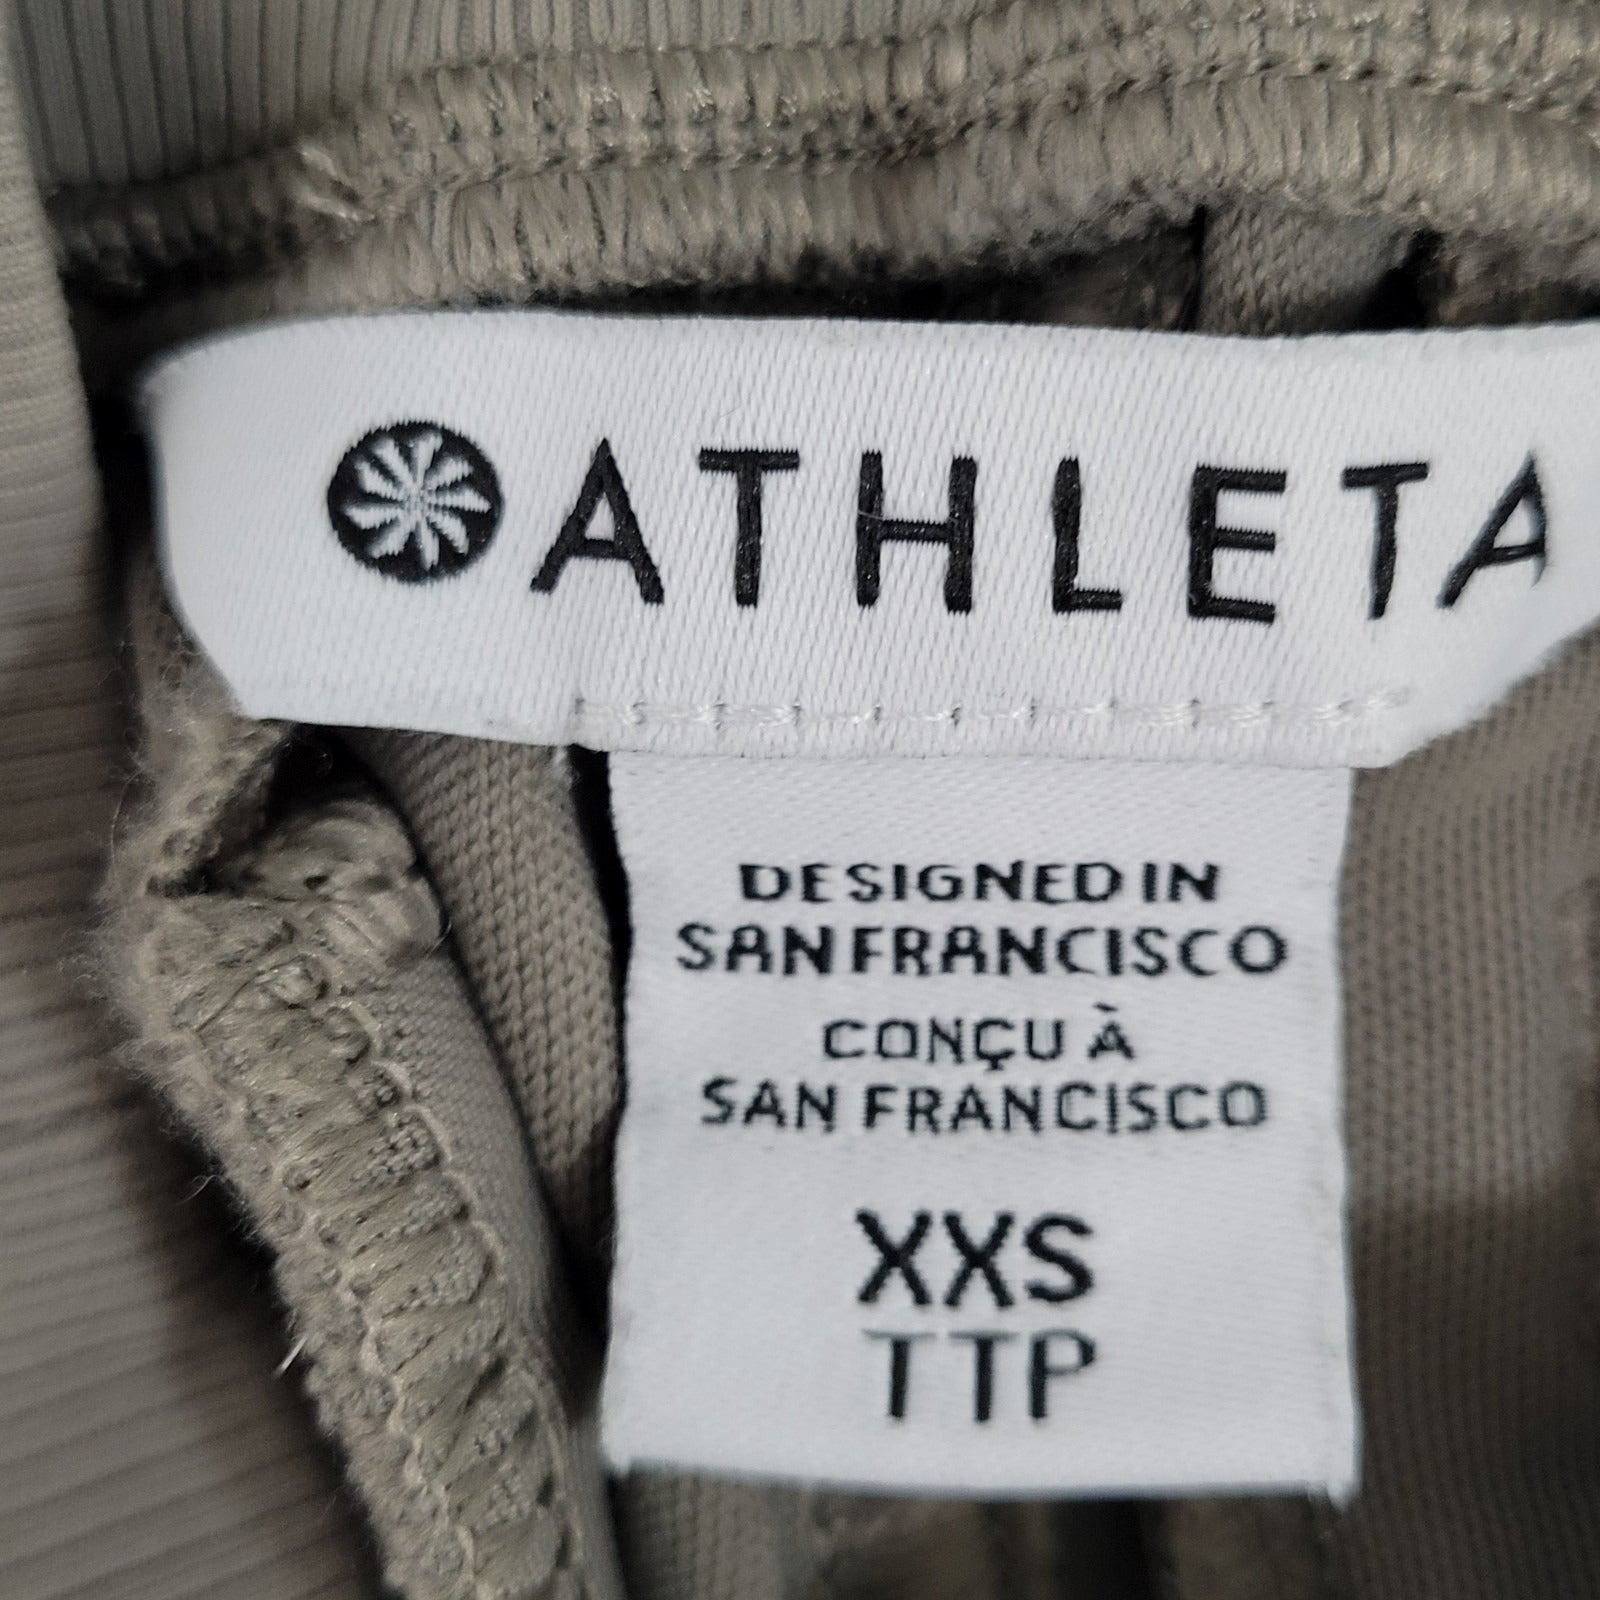 ATHLETA
DESIGNED IN
SAN FRANCISCO
CONÇU À
SAN FRANCISCO
XXS
TTP